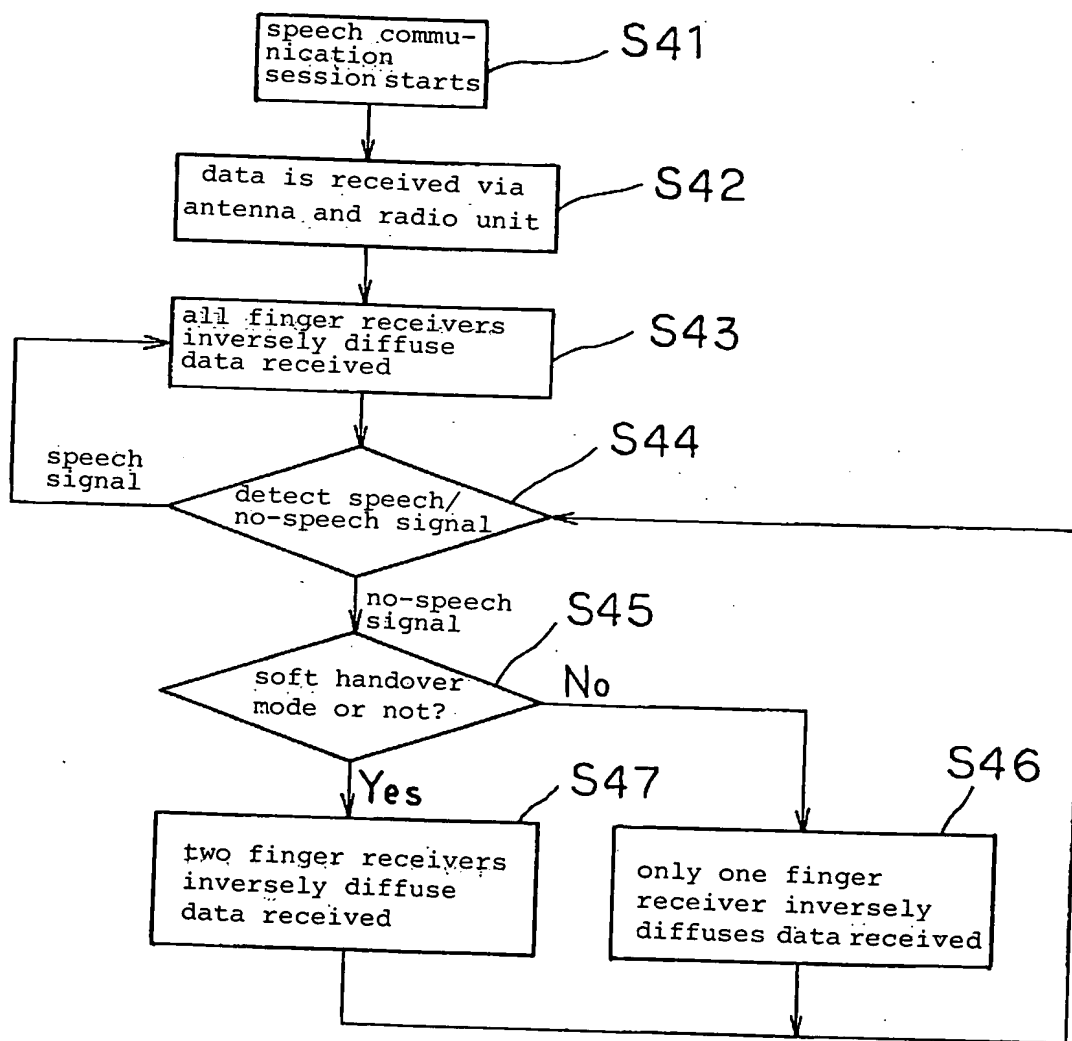 speech commu-
nication
session starts
S41
data is received via
antenna and radio unit
S42
all finger receivers
inversely diffuse
data received
S43
speech
signal
detect speech/
no-speech signal
S44
no-speech
signal
soft handover
mode or not?
S45
No
Yes
two finger receivers
inversely diffuse
data received
S47
only one finger
receiver inversely
diffuses data received
S46